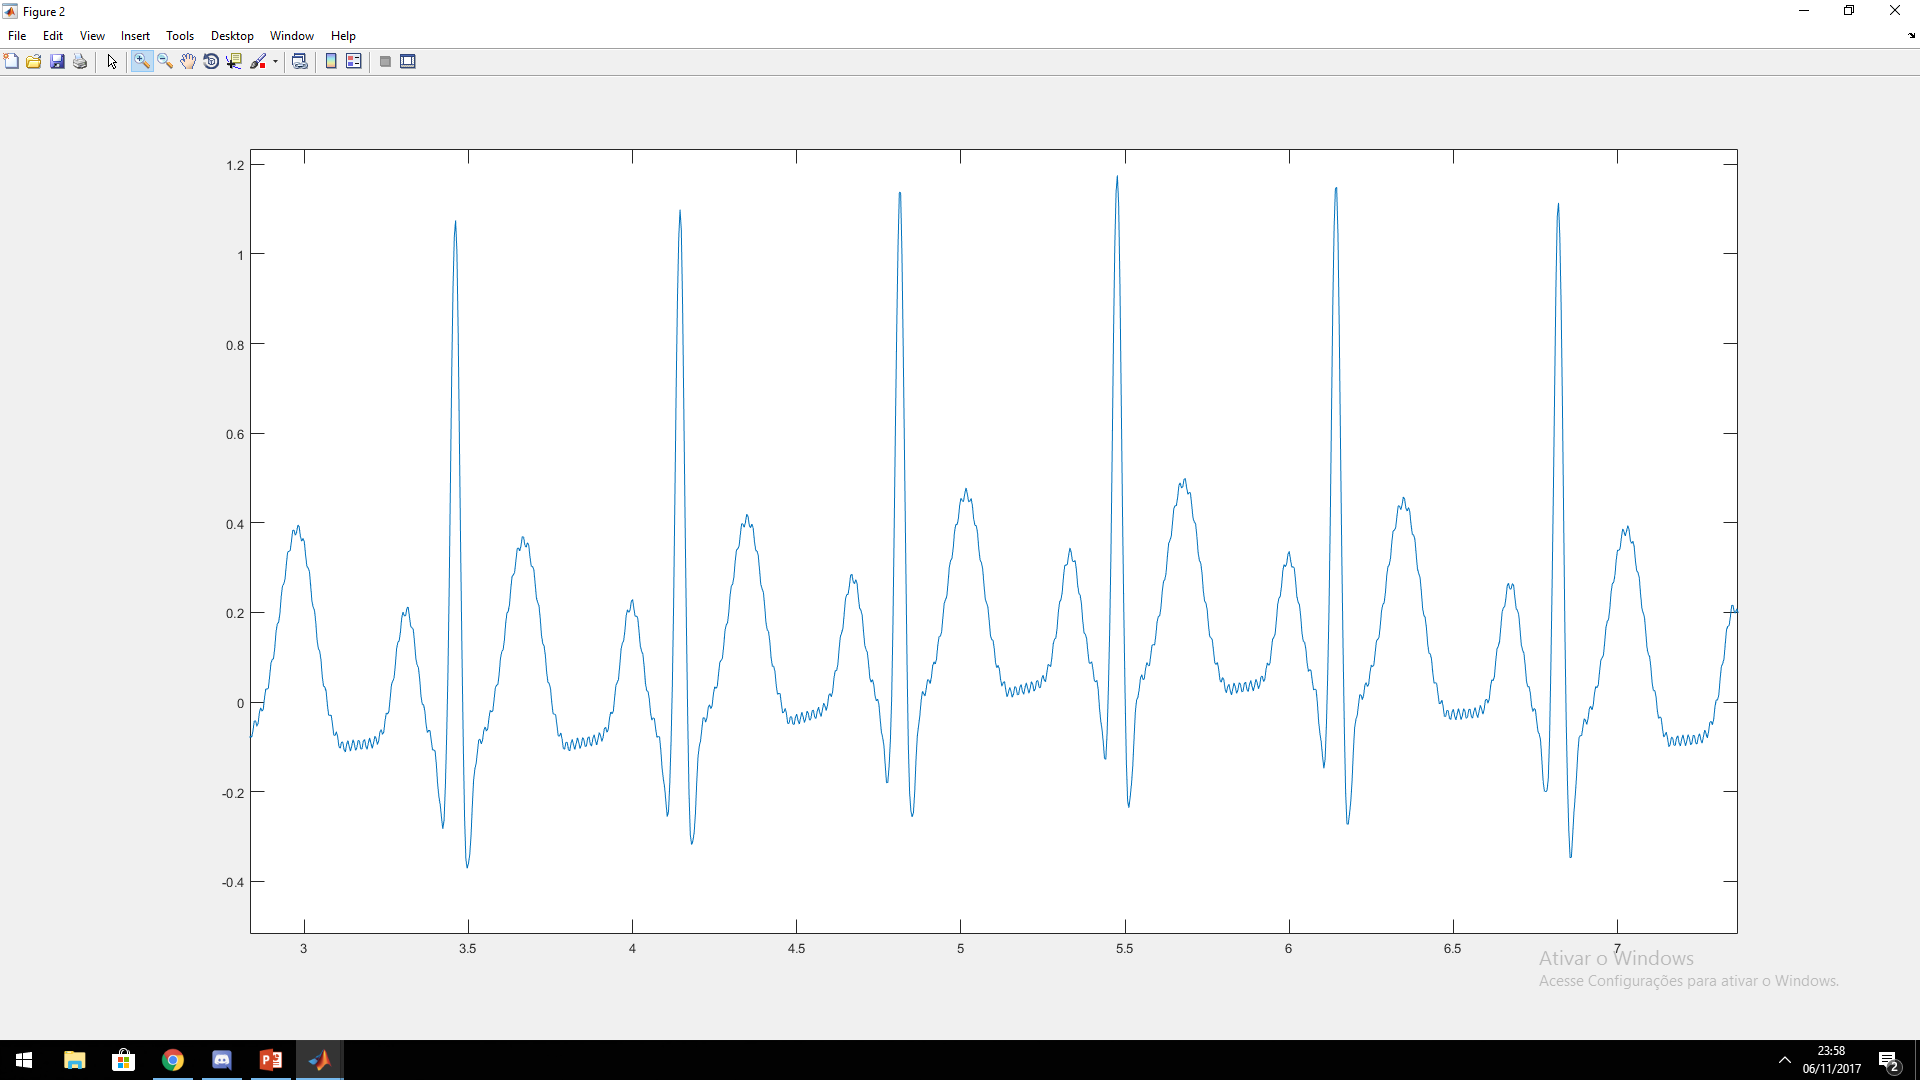 Figure 2
File Edit View Insert Tools Desktop Window Help
1.2
1
0.8
0.6
0.4
0.2
0
-0.2
-0.4
3 3.5 4 4.5 5 5.5 6 6.5 7
Ativar o Windows
Acesse Configurações para ativar o Windows.
23:58
06/11/2017
2